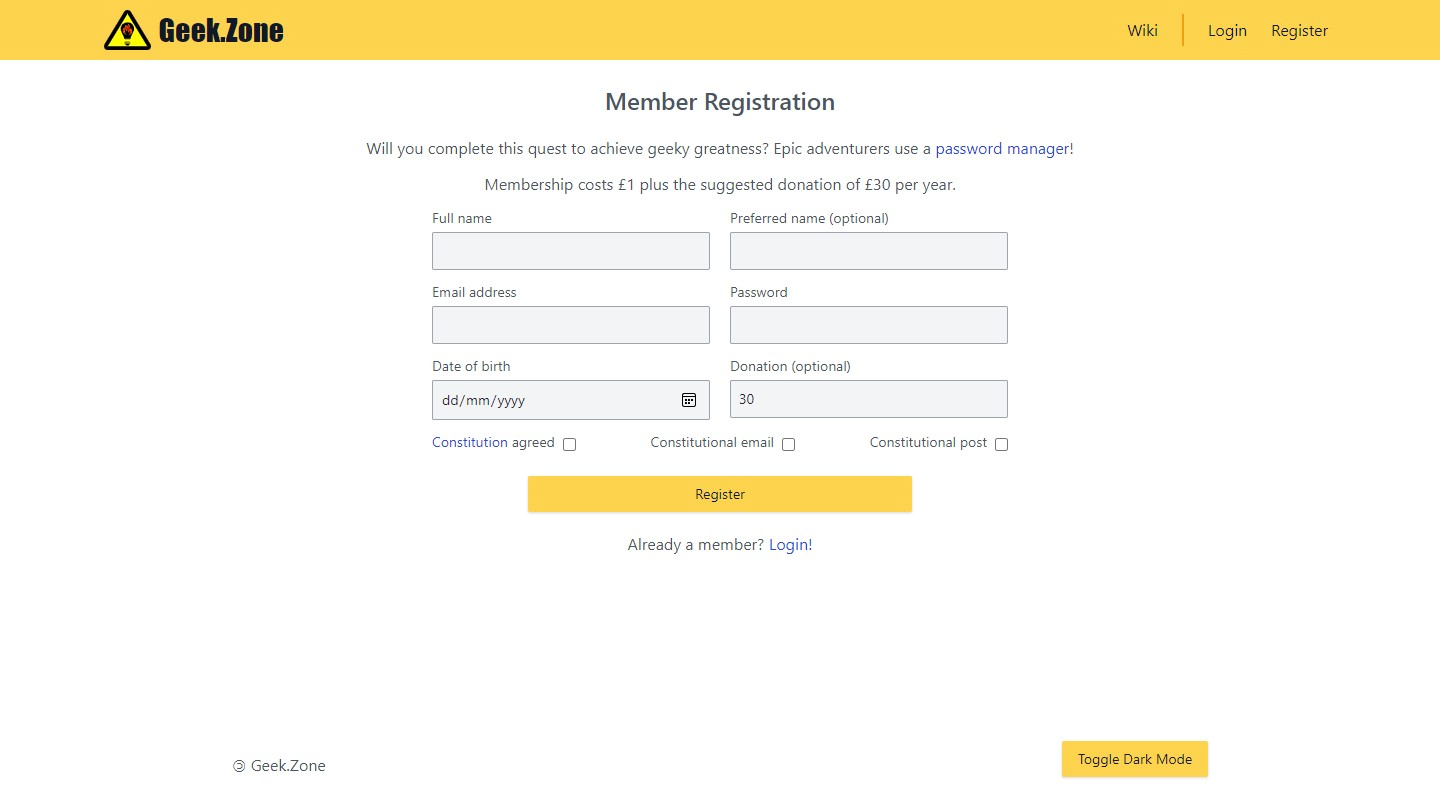 Geek.Zone
Wiki
Login
Register
Member Registration
Will you complete this quest to achieve geeky greatness? Epic adventurers use a password manager!
Membership costs £1 plus the suggested donation of £30 per year.
Full name
Preferred name (optional)
Email address
Password
Date of birth
Donation (optional)
dd/mm/yyyy
30
Constitution agreed
Constitutional email
Constitutional post
Register
Already a member? Login!
🄯 Geek.Zone
Toggle Dark Mode